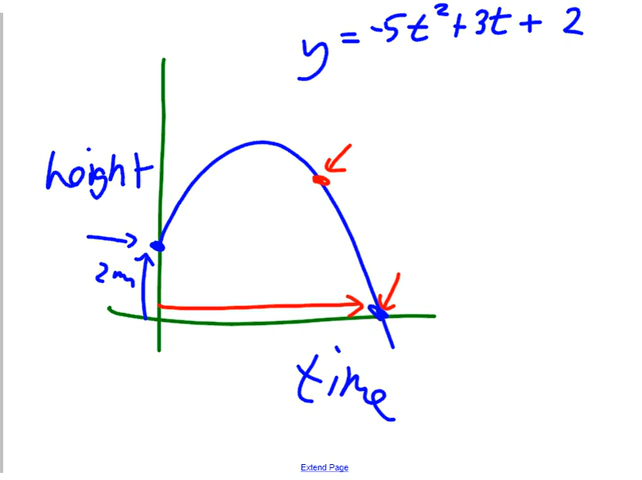 y = -5t² + 3t + 2
height
2m
time
Extend Page